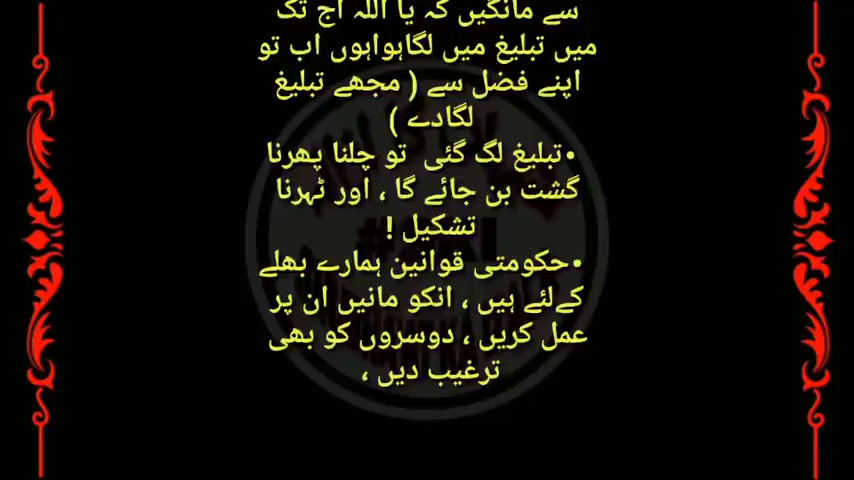 سے مانگیں کہ یا اللہ آج تک
میں تبلیغ میں لگاہواہوں اب تو
اپنے فضل سے ( مجھے تبلیغ
لگادے )
•تبلیغ لگ گئی تو چلنا پھرنا
گشت بن جائے گا ، اور ٹہرنا
تشکیل !
•حکومتی قوانین ہمارے بھلے
کےلئے ہیں ، انکو مانیں ان پر
عمل کریں ، دوسروں کو بھی
ترغیب دیں ،